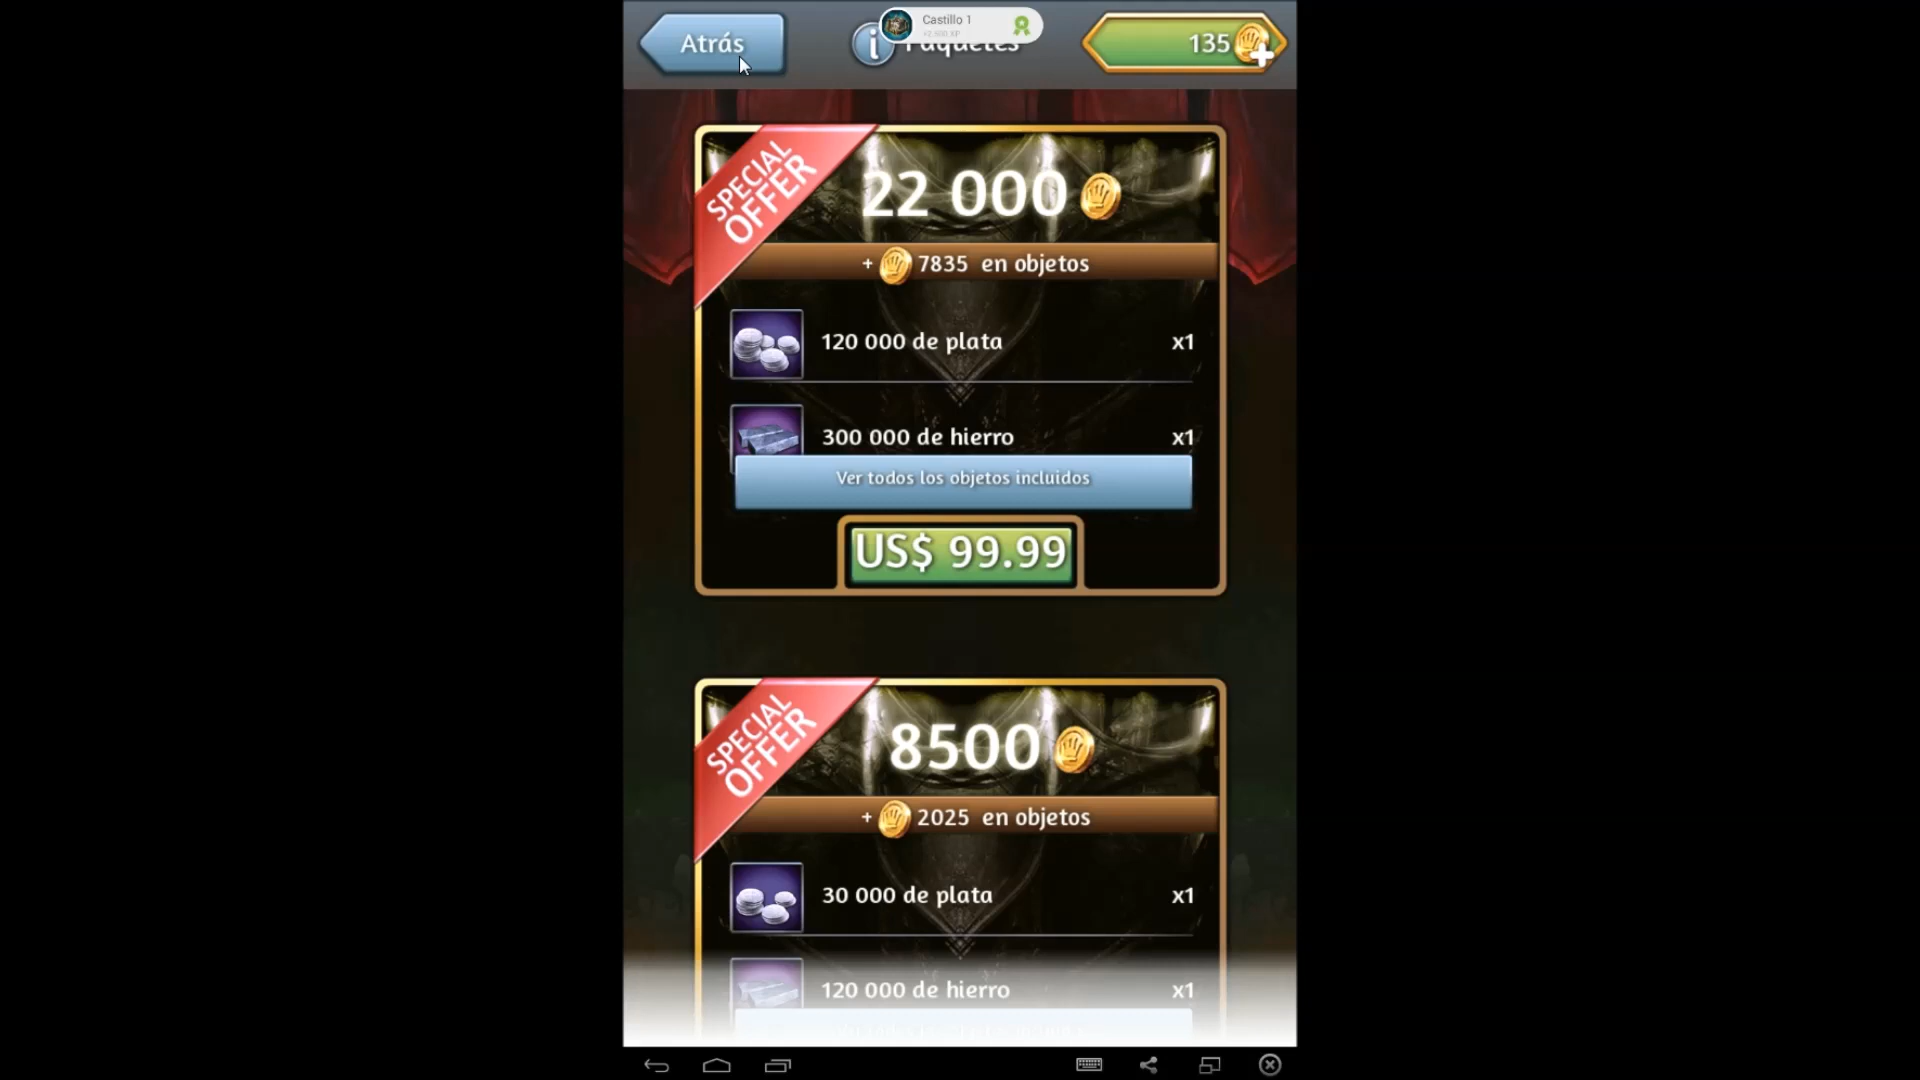 Atrás
Castillo 1
Paquetes
135
SPECIAL
OFFER
22 000
+ 7835 en objetos
120 000 de plata x1
300 000 de hierro x1
Ver todos los objetos incluidos
US$ 99.99
SPECIAL
OFFER
8500
+ 2025 en objetos
30 000 de plata x1
120 000 de hierro x1